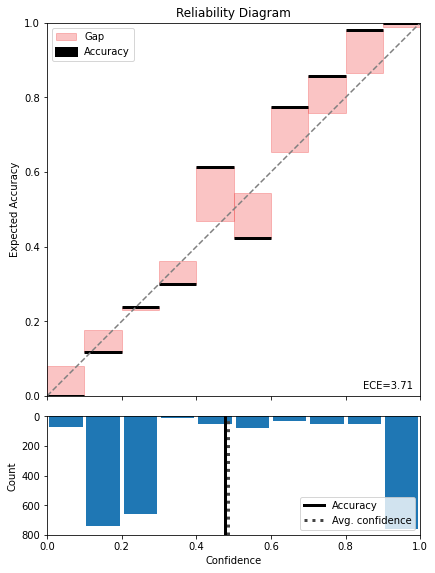 Reliability Diagram
1.0
Gap
Accuracy
0.8
0.6
Expected Accuracy
0.4
0.2
ECE=3.71
0.0
0
200
Count
400
600
Accuracy
Avg. confidence
800
0.0 0.2 0.4 0.6 0.8 1.0
Confidence